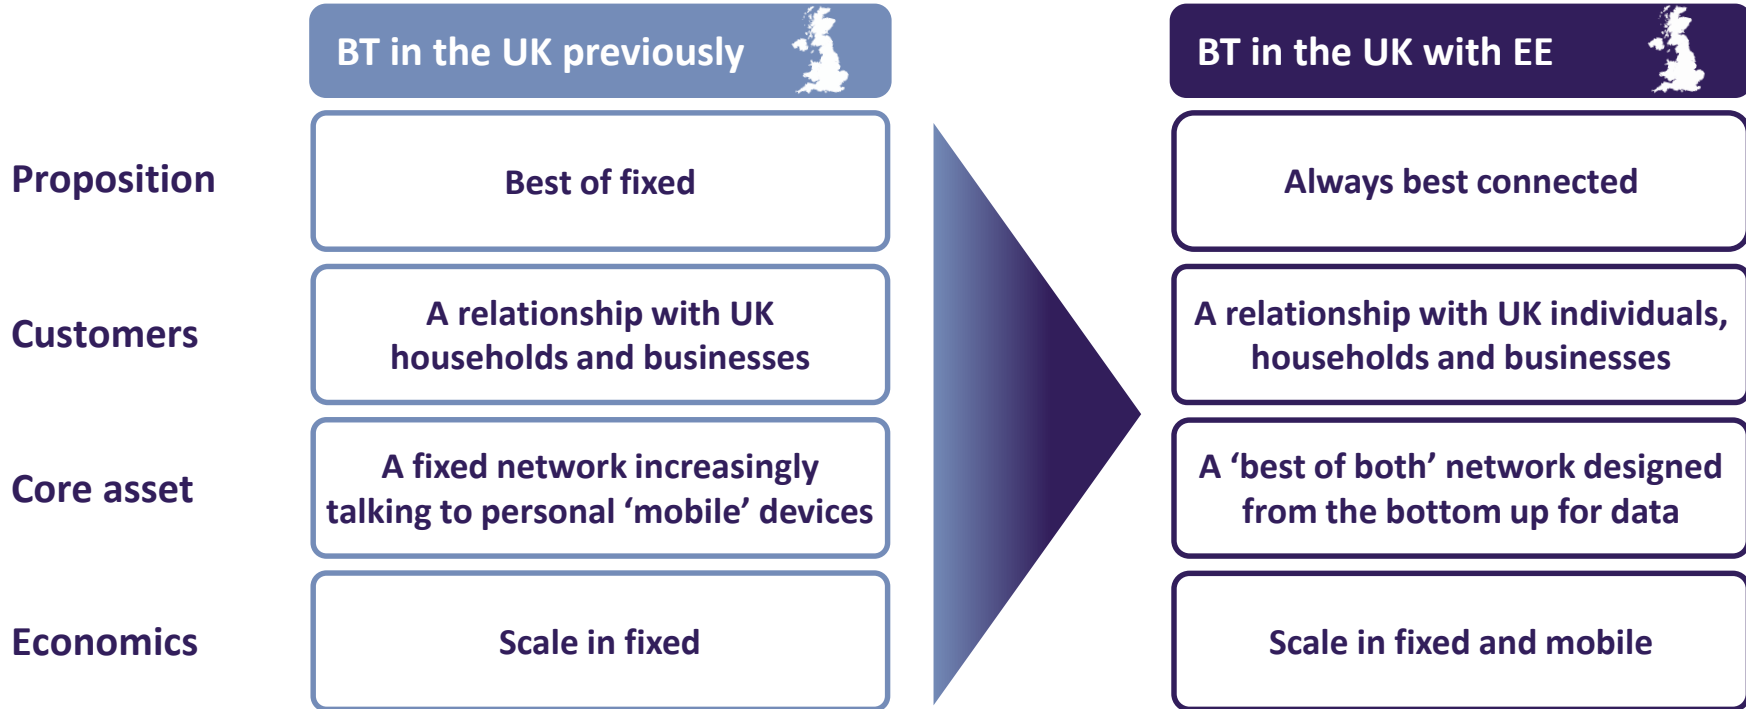 BT in the UK previously
BT in the UK with EE
Proposition
Best of fixed
Always best connected
Customers
A relationship with UK
households and businesses
A relationship with UK individuals,
households and businesses
Core asset
A fixed network increasingly
talking to personal ‘mobile’ devices
A ‘best of both’ network designed
from the bottom up for data
Economics
Scale in fixed
Scale in fixed and mobile